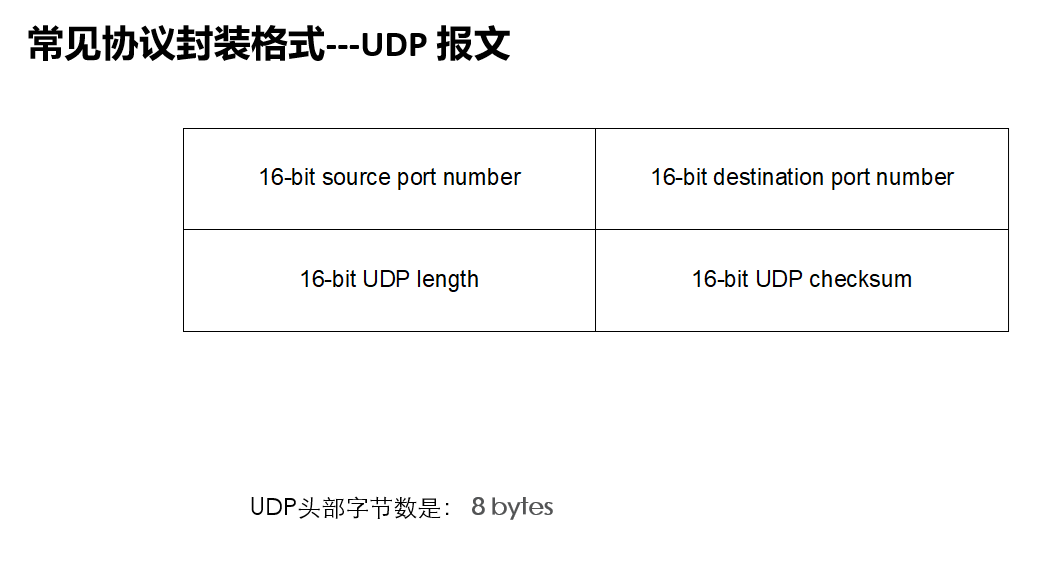 常见协议封装格式---UDP 报文
16-bit source port number
16-bit destination port number
16-bit UDP length
16-bit UDP checksum
UDP头部字节数是： 8 bytes